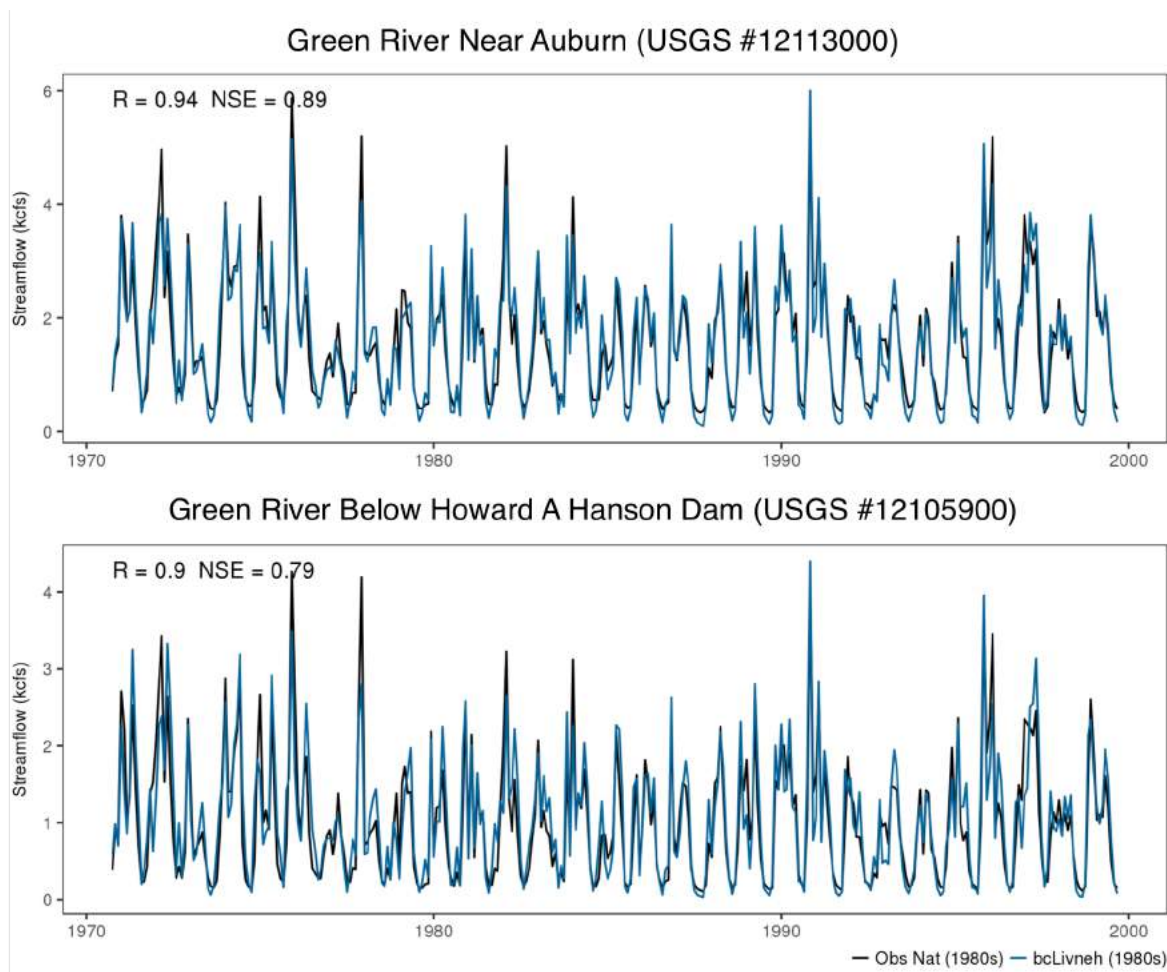 Green River Near Auburn (USGS #12113000)
R = 0.94 NSE = 0.89
Streamflow (kcfs)
6
4
2
0
1970 1980 1990 2000
Green River Below Howard A Hanson Dam (USGS #12105900)
R = 0.9 NSE = 0.79
Streamflow (kcfs)
4
3
2
1
0
1970 1980 1990 2000
Obs Nat (1980s) bcLivneh (1980s)